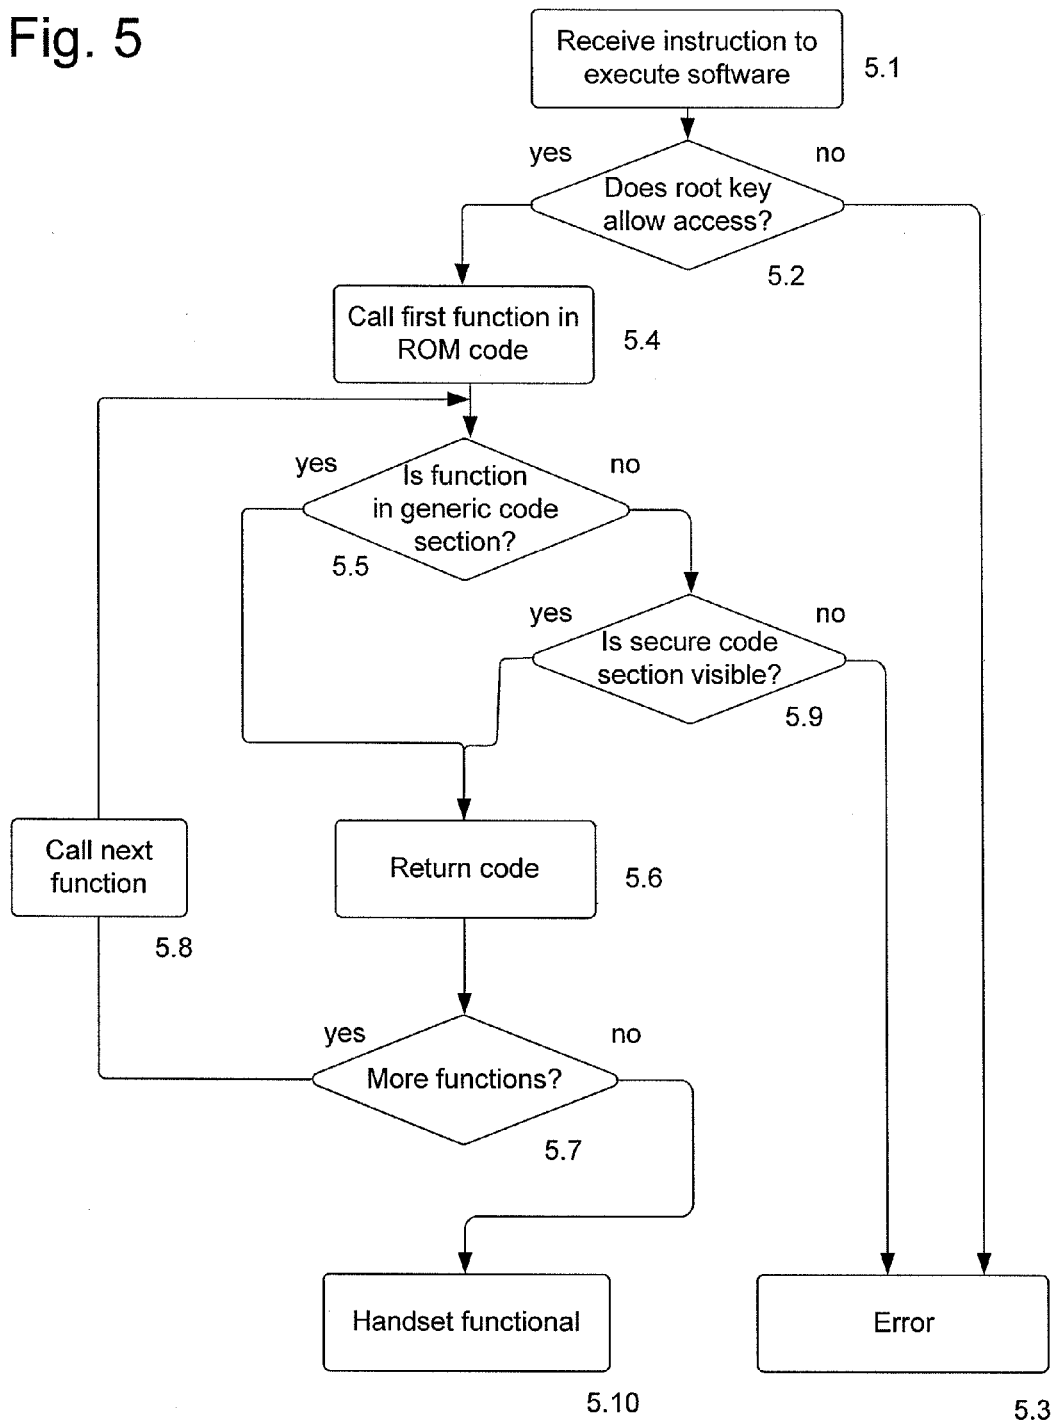 Fig. 5
Receive instruction to
execute software
5.1
yes
no
Does root key
allow access?
5.2
Call first function in
ROM code
5.4
yes
no
Is function
in generic code
section?
5.5
yes
no
Is secure code
section visible?
5.9
Call next
function
5.8
Return code
5.6
yes
no
More functions?
5.7
Handset functional
5.10
Error
5.3